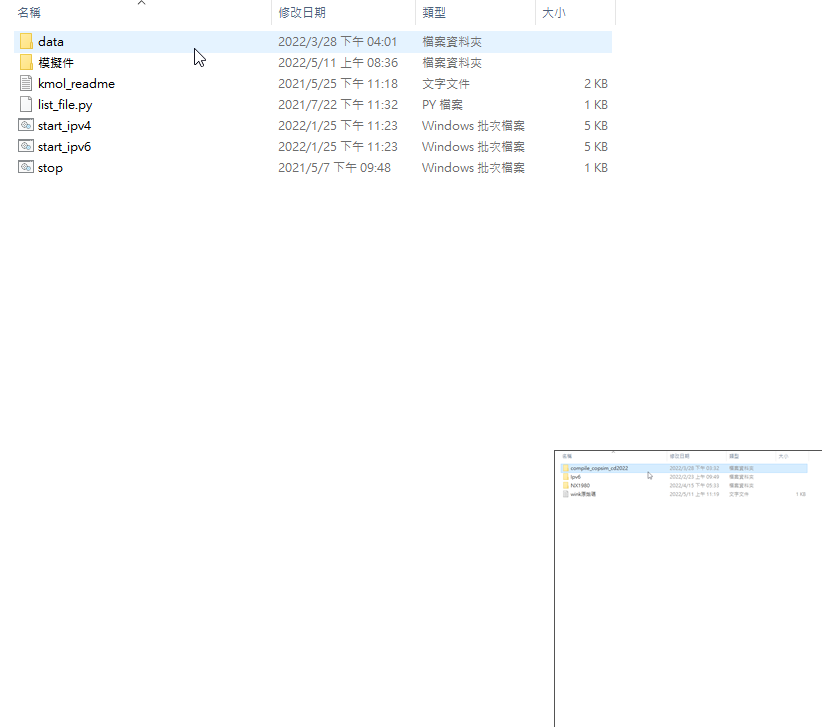 名稱 修改日期 類型 大小
data 2022/3/28 下午 04:01 檔案資料夾
模擬件 2022/5/11 上午 08:36 檔案資料夾
kmol_readme 2021/5/25 下午 11:18 文字文件 2 KB
list_file.py 2021/7/22 下午 11:32 PY 檔案 1 KB
start_ipv4 2022/1/25 下午 11:23 Windows 批次檔案 5 KB
start_ipv6 2022/1/25 下午 11:23 Windows 批次檔案 5 KB
stop 2021/5/7 下午 09:48 Windows 批次檔案 1 KB
名稱 修改日期 類型 大小
compile_copsim_cd2022 2022/3/28 下午 03:32 檔案資料夾
ipv6 2022/2/23 上午 09:49 檔案資料夾
NX1980 2022/4/15 下午 05:33 檔案資料夾
wink 2022/5/11 上午 11:19 文字文件 1 KB